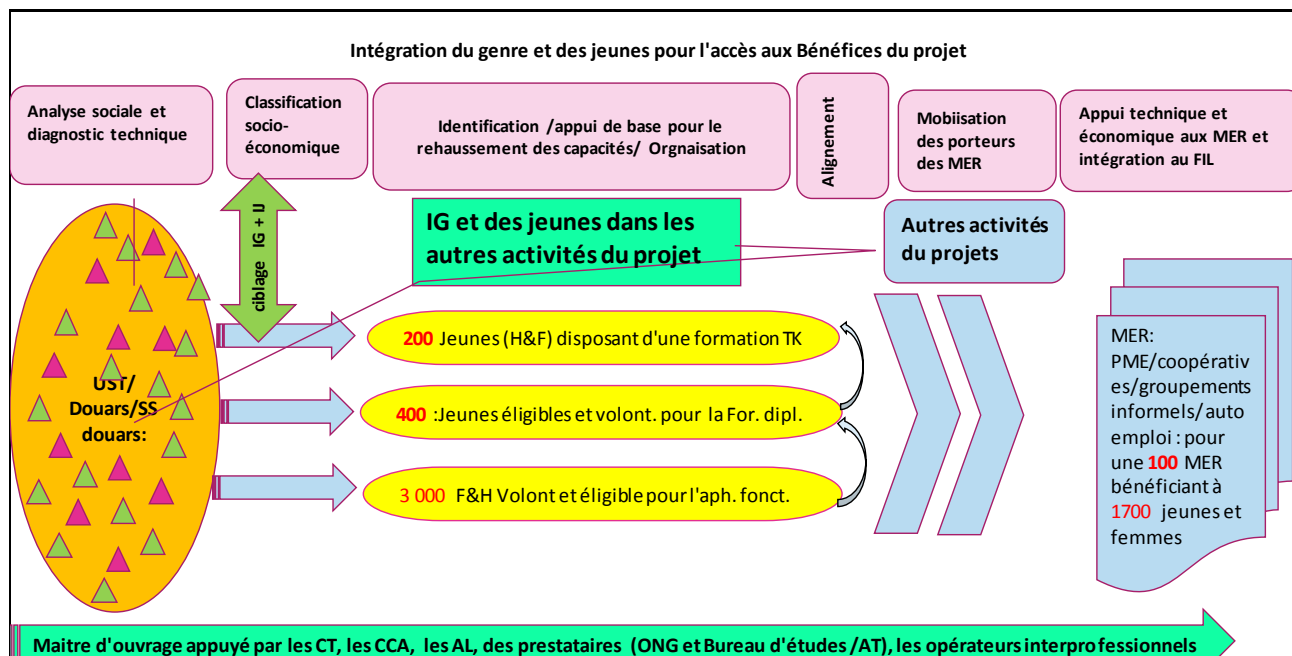 Intégration du genre et des jeunes pour l'accès aux Bénéfices du projet
Analyse sociale et
diagnostic technique
Classification
socio-
économique
Identification /appui de base pour le
rehaussement des capacités/ Orgnaisation
Alignement
Mobiisation
des porteurs
des MER
Appui technique et
économique aux MER et
intégration au FIL
ciblage IG + IJ
IG et des jeunes dans les
autres activités du projet
Autres activités
du projets
UST/
Douars/SS
douars:
200 Jeunes (H&F) disposant d'une formation TK
400 :Jeunes éligibles et volont. pour la For. dipl.
3 000 F&H Volont et éligible pour l'aph. fonct.
MER:
PME/coopérativ
es/groupements
informels/auto
emploi : pour
une 100 MER
bénéficiant à
1700 jeunes et
femmes
Maitre d'ouvrage appuyé par les CT, les CCA, les AL, des prestataires (ONG et Bureau d'études /AT), les opérateurs interprofessionnels